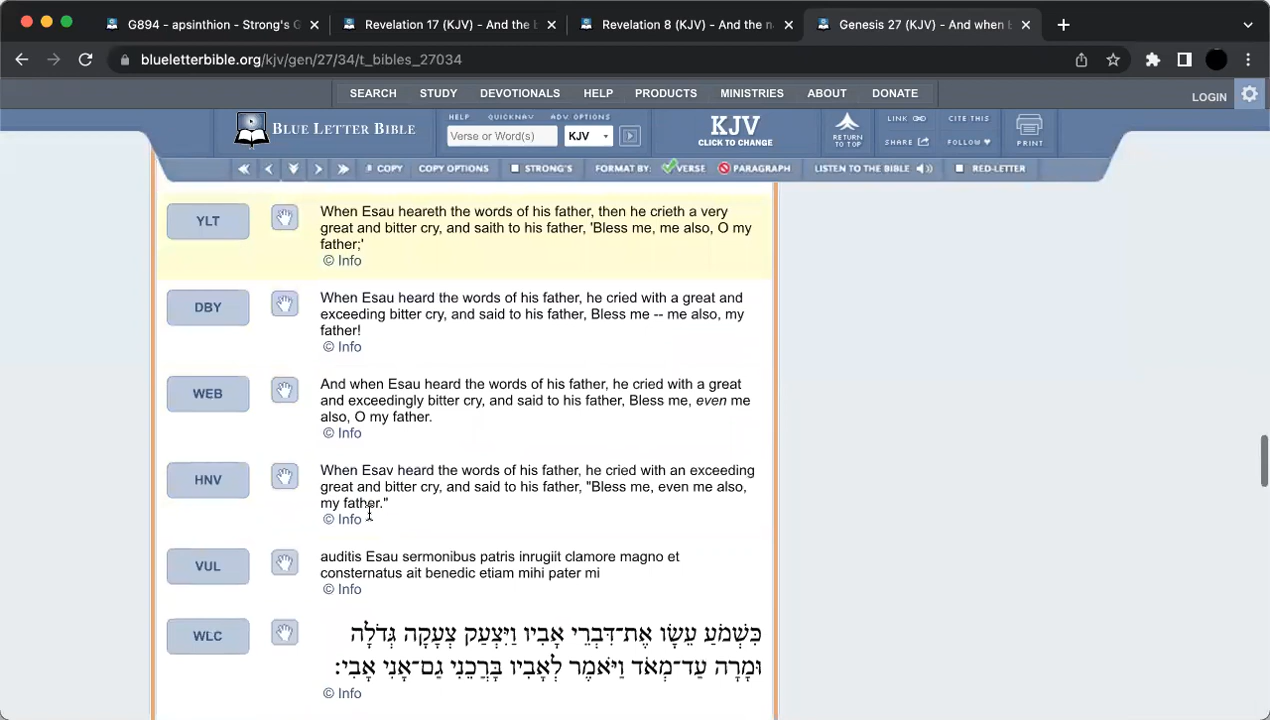 G894 - apsinthion - Strong's G
Revelation 17 (KJV) - And the b
Revelation 8 (KJV) - And the n
Genesis 27 (KJV) - And when E
blueletterbible.org/kjv/gen/27/34/t_bibles_27034
SEARCH STUDY DEVOTIONALS HELP PRODUCTS MINISTRIES ABOUT DONATE
LOGIN
BLUE LETTER BIBLE
HELP QUICKNAV ADV. OPTIONS
Verse or Word(s) KJV
KJV
CLICK TO CHANGE
RETURN
TO TOP
LINK
SHARE
CITE THIS
FOLLOW
PRINT
COPY COPY OPTIONS STRONG'S FORMAT BY: VERSE PARAGRAPH LISTEN TO THE BIBLE RED-LETTER
YLT
When Esau heareth the words of his father, then he crieth a very
great and bitter cry, and saith to his father, 'Bless me, me also, O my
father;'
© Info
DBY
When Esau heard the words of his father, he cried with a great and
exceeding bitter cry, and said to his father, Bless me -- me also, my
father!
© Info
WEB
And when Esau heard the words of his father, he cried with a great
and exceedingly bitter cry, and said to his father, Bless me, even me
also, O my father.
© Info
HNV
When Esav heard the words of his father, he cried with an exceeding
great and bitter cry, and said to his father, "Bless me, even me also,
my father."
© Info
VUL
auditis Esau sermonibus patris inrugiit clamore magno et
consternatus ait benedic etiam mihi pater mi
© Info
WLC
כִּשְׁמֹעַ עֵשָׂו אֶת־דִּבְרֵי אָבִיו וַיִּצְעַק צְעָקָה גְּדֹלָה
וּמָרָה עַד־מְאֹד וַיֹּאמֶר לְאָבִיו בָּרֲכֵנִי גַם־אָנִי אָבִי׃
© Info